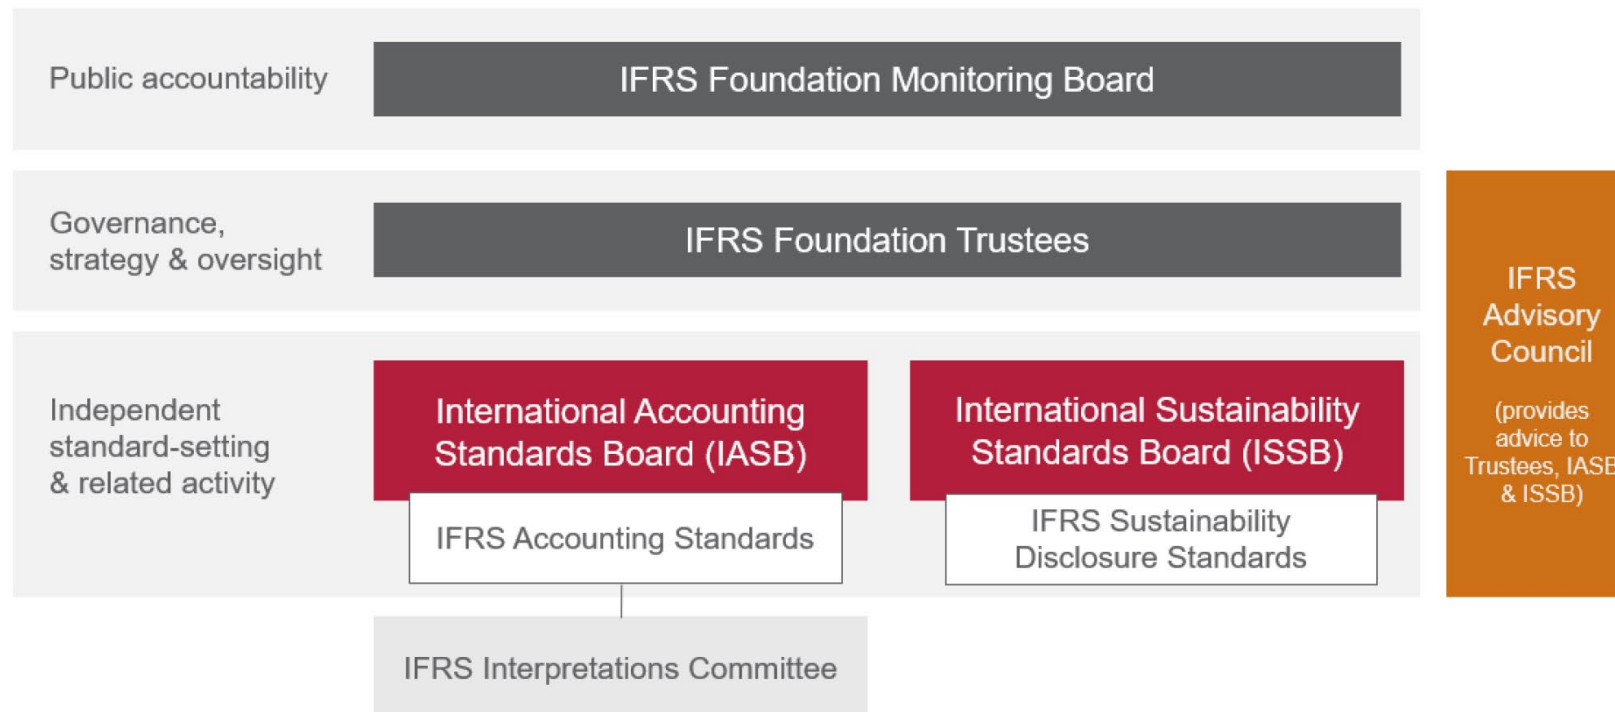 Public accountability
IFRS Foundation Monitoring Board
Governance,
strategy & oversight
IFRS Foundation Trustees
Independent
standard-setting
& related activity
International Accounting
Standards Board (IASB)
IFRS Accounting Standards
International Sustainability
Standards Board (ISSB)
IFRS Sustainability
Disclosure Standards
IFRS Interpretations Committee
IFRS
Advisory
Council
(provides
advice to
Trustees, IASB
& ISSB)